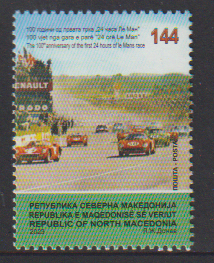 100 години од првата трка „24 часа Ле Ман“
100 vjet nga gara e parë "24 orë Le Man"
The 100th anniversary of the first 24 hours of le Mans race
144
RENAULT
DODO
ПОШТА · POSTA
РЕПУБЛИКА СЕВЕРНА МАКЕДОНИЈА
REPUBLIKA E MAQEDONISË SË VERIUT
REPUBLIC OF NORTH MACEDONIA
2023